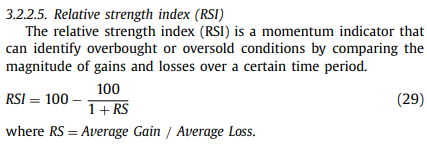 3.2.2.5. Relative strength index (RSI)
The relative strength index (RSI) is a momentum indicator that
can identify overbought or oversold conditions by comparing the
magnitude of gains and losses over a certain time period.
RSI = 100 − 100 / (1 + RS) (29)
where RS = Average Gain / Average Loss.